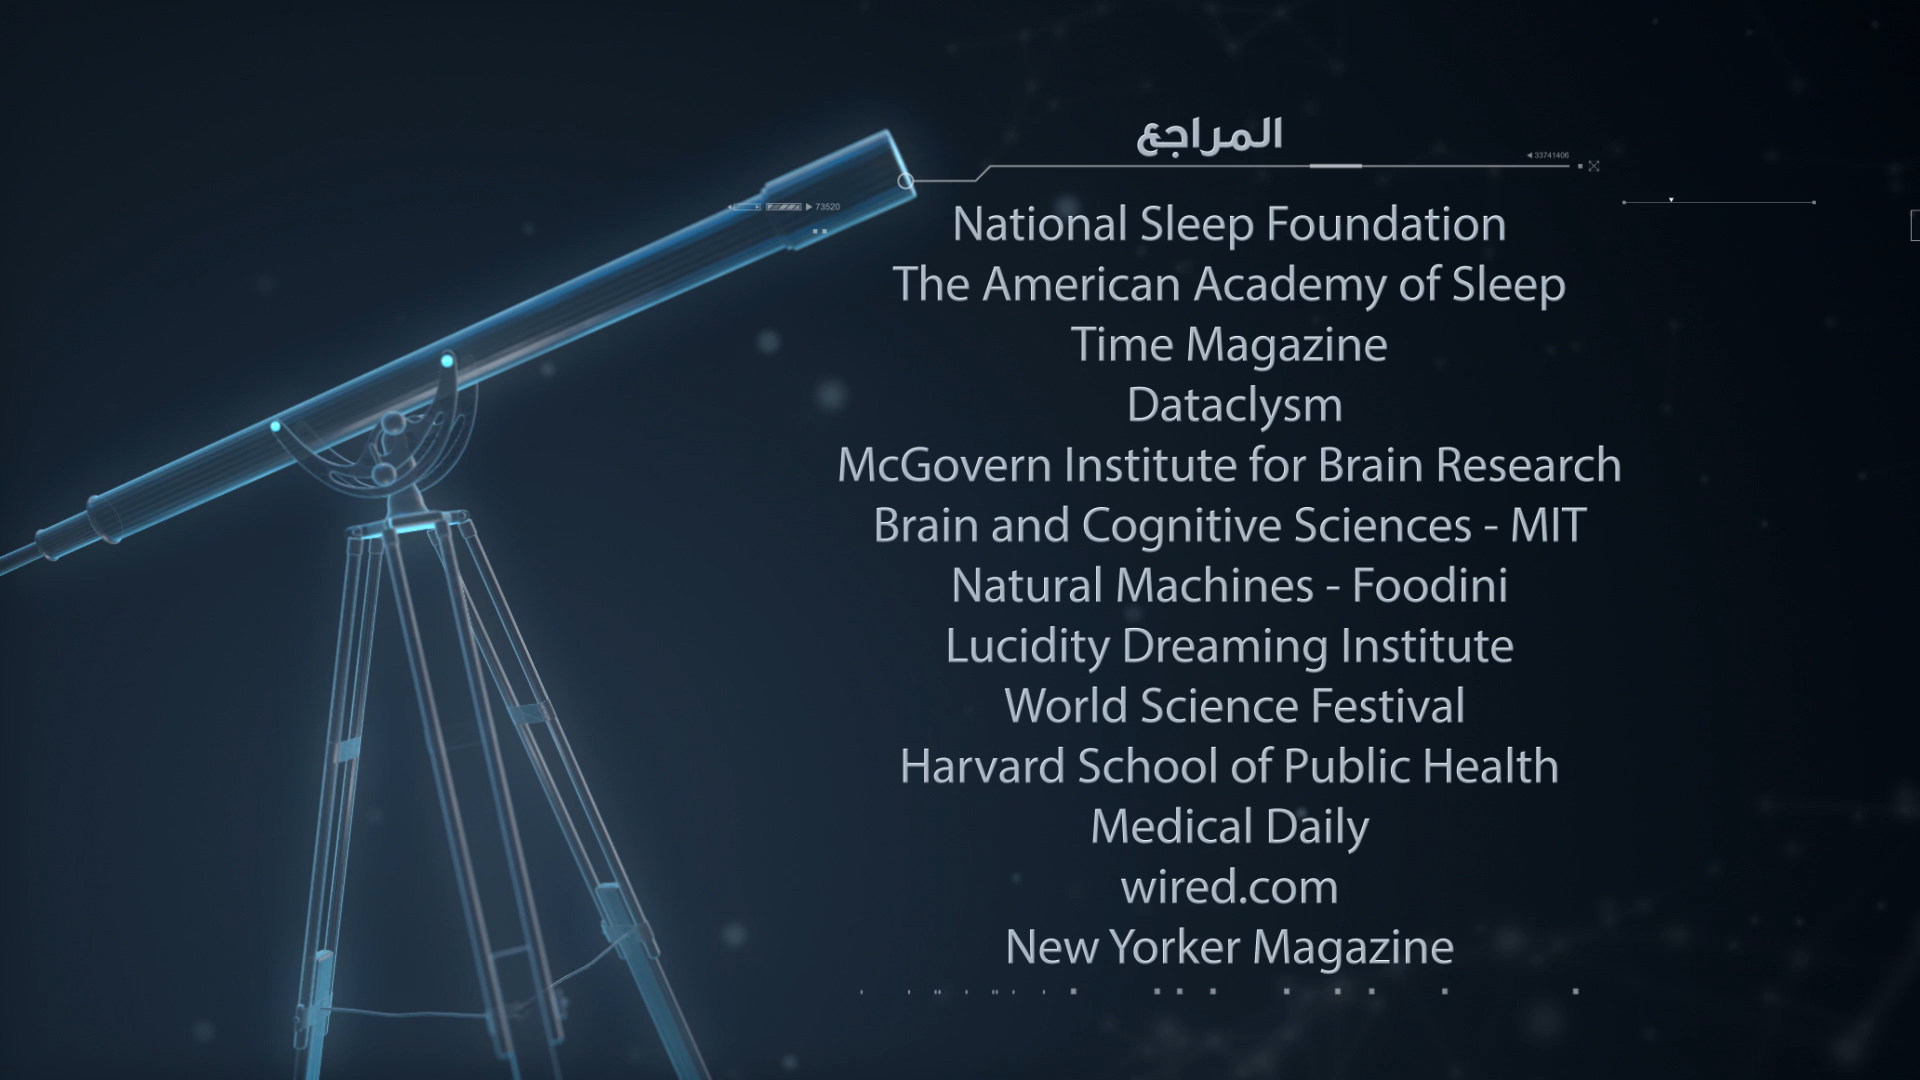 المراجع
33741406
73520
National Sleep Foundation
The American Academy of Sleep
Time Magazine
Dataclysm
McGovern Institute for Brain Research
Brain and Cognitive Sciences - MIT
Natural Machines - Foodini
Lucidity Dreaming Institute
World Science Festival
Harvard School of Public Health
Medical Daily
wired.com
New Yorker Magazine